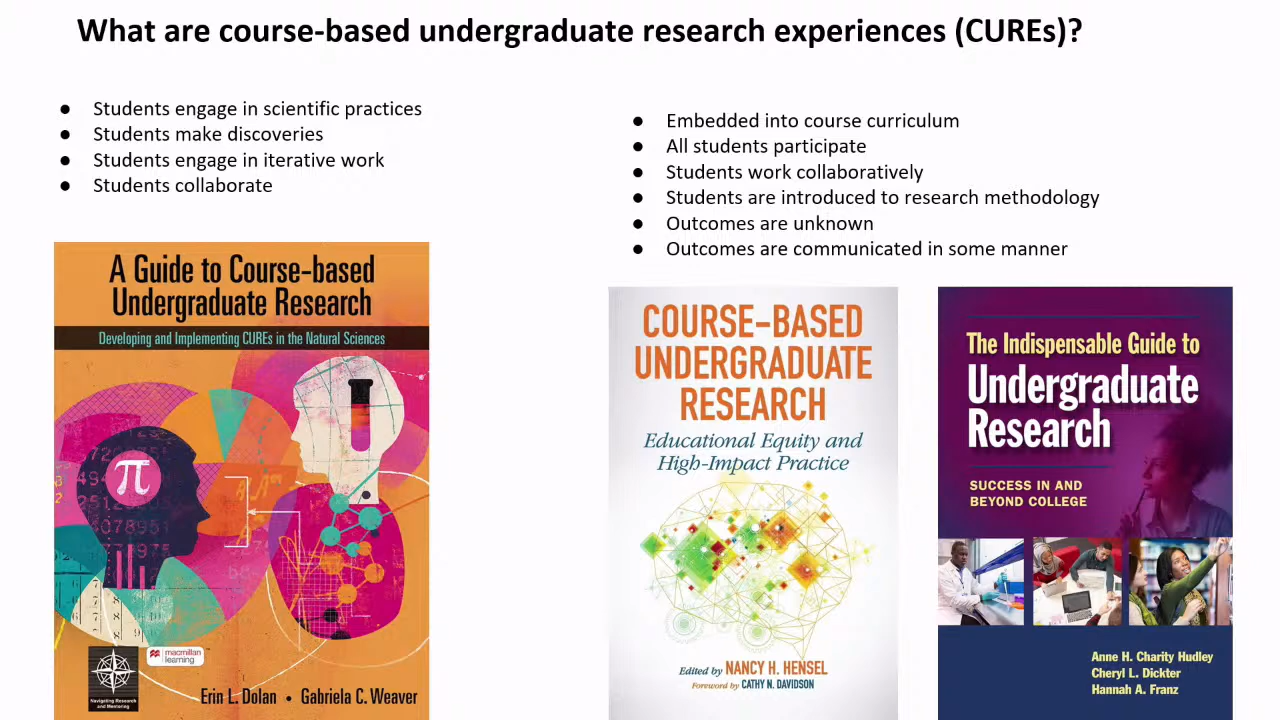 What are course-based undergraduate research experiences (CUREs)?
● Students engage in scientific practices
● Students make discoveries
● Students engage in iterative work
● Students collaborate
● Embedded into course curriculum
● All students participate
● Students work collaboratively
● Students are introduced to research methodology
● Outcomes are unknown
● Outcomes are communicated in some manner
A Guide to Course-based
Undergraduate Research
Developing and Implementing CUREs in the Natural Sciences
π
macmillan
learning
Navigating Research
and Mentoring
Erin L. Dolan • Gabriela C. Weaver
COURSE-BASED
UNDERGRADUATE
RESEARCH
Educational Equity and
High-Impact Practice
Edited by NANCY H. HENSEL
Foreword by CATHY N. DAVIDSON
The Indispensable Guide to
Undergraduate
Research
SUCCESS IN AND
BEYOND COLLEGE
Anne H. Charity Hudley
Cheryl L. Dickter
Hannah A. Franz